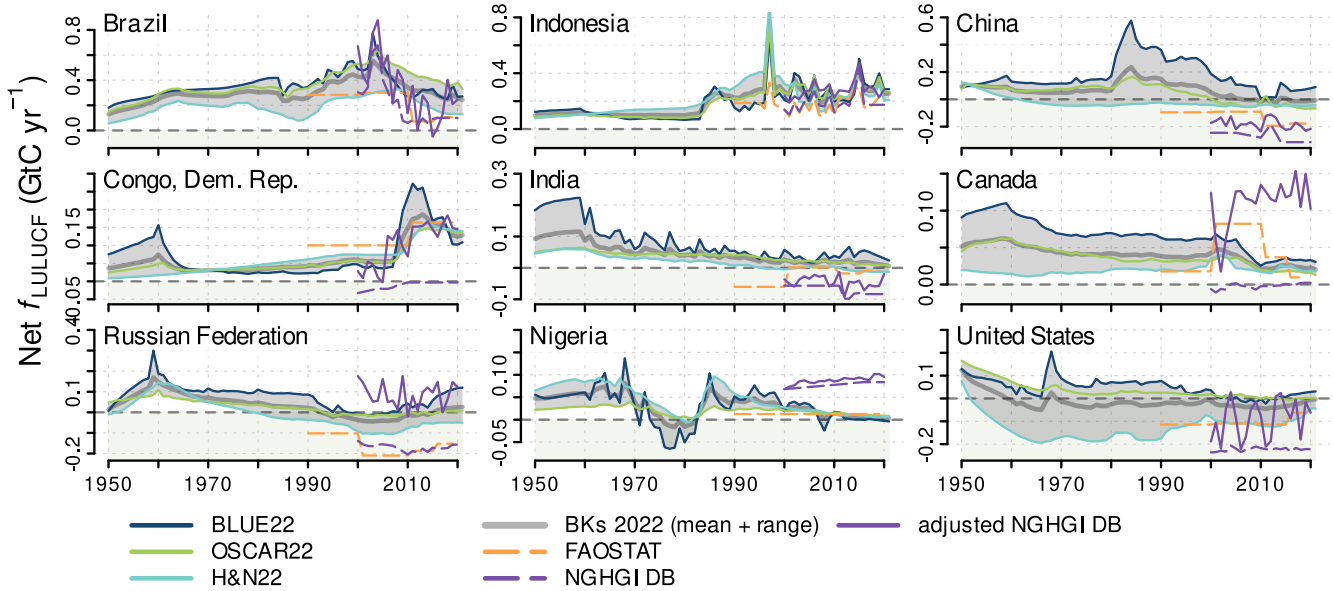 Net fLULUCF (GtC yr−1)
Brazil
0.0 0.4 0.8
Indonesia
0.0 0.4 0.8
China
-0.2 0.2 0.6
Congo, Dem. Rep.
-0.05 0.15
India
-0.1 0.1 0.3
Canada
0.00 0.10
Russian Federation
-0.2 0.1 0.40
Nigeria
-0.05 0.10
United States
-0.2 0.1
1950 1970 1990 2010
1950 1970 1990 2010
1950 1970 1990 2010
BLUE22
BKs 2022 (mean + range)
adjusted NGHGI DB
OSCAR22
FAOSTAT
H&N22
NGHGI DB